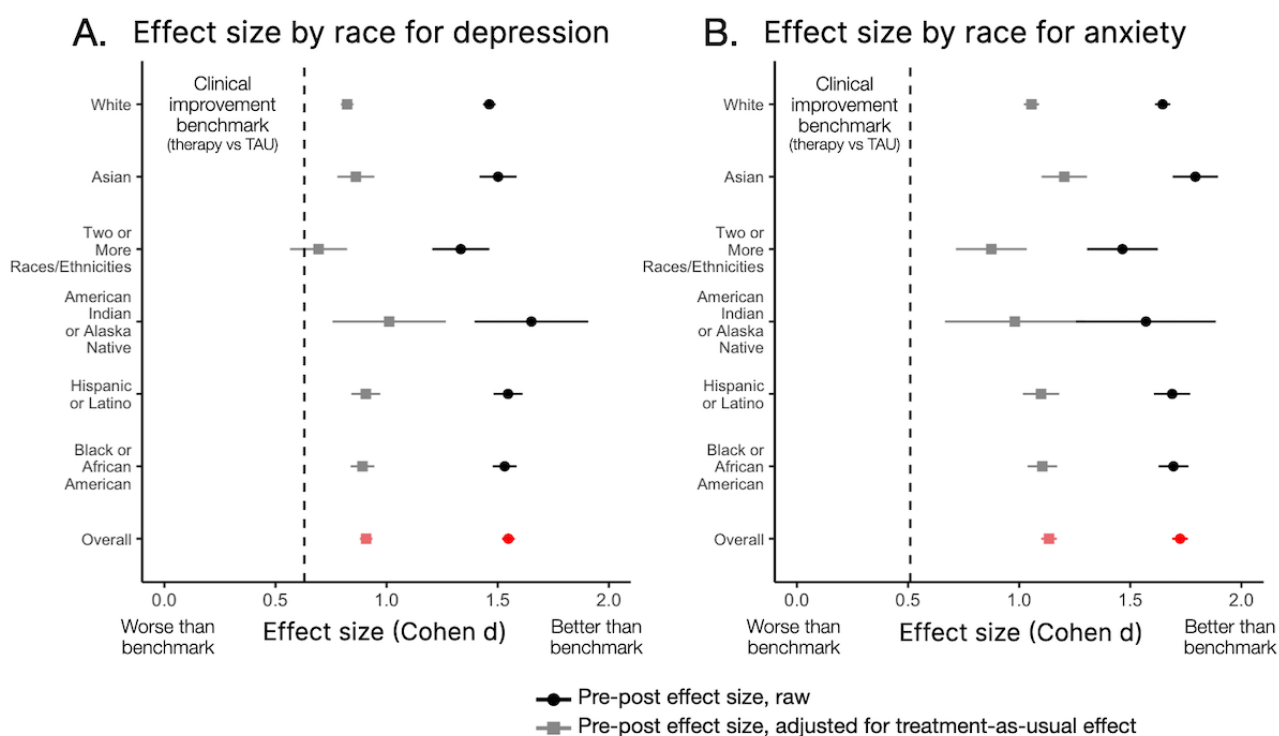 A. Effect size by race for depression
Clinical
improvement
benchmark
(therapy vs TAU)
White
Asian
Two or
More
Races/Ethnicities
American
Indian
or Alaska
Native
Hispanic
or Latino
Black or
African
American
Overall
0.0 0.5 1.0 1.5 2.0
Worse than
benchmark
Effect size (Cohen d)
Better than
benchmark
B. Effect size by race for anxiety
Clinical
improvement
benchmark
(therapy vs TAU)
White
Asian
Two or
More
Races/Ethnicities
American
Indian
or Alaska
Native
Hispanic
or Latino
Black or
African
American
Overall
0.0 0.5 1.0 1.5 2.0
Worse than
benchmark
Effect size (Cohen d)
Better than
benchmark
Pre-post effect size, raw
Pre-post effect size, adjusted for treatment-as-usual effect